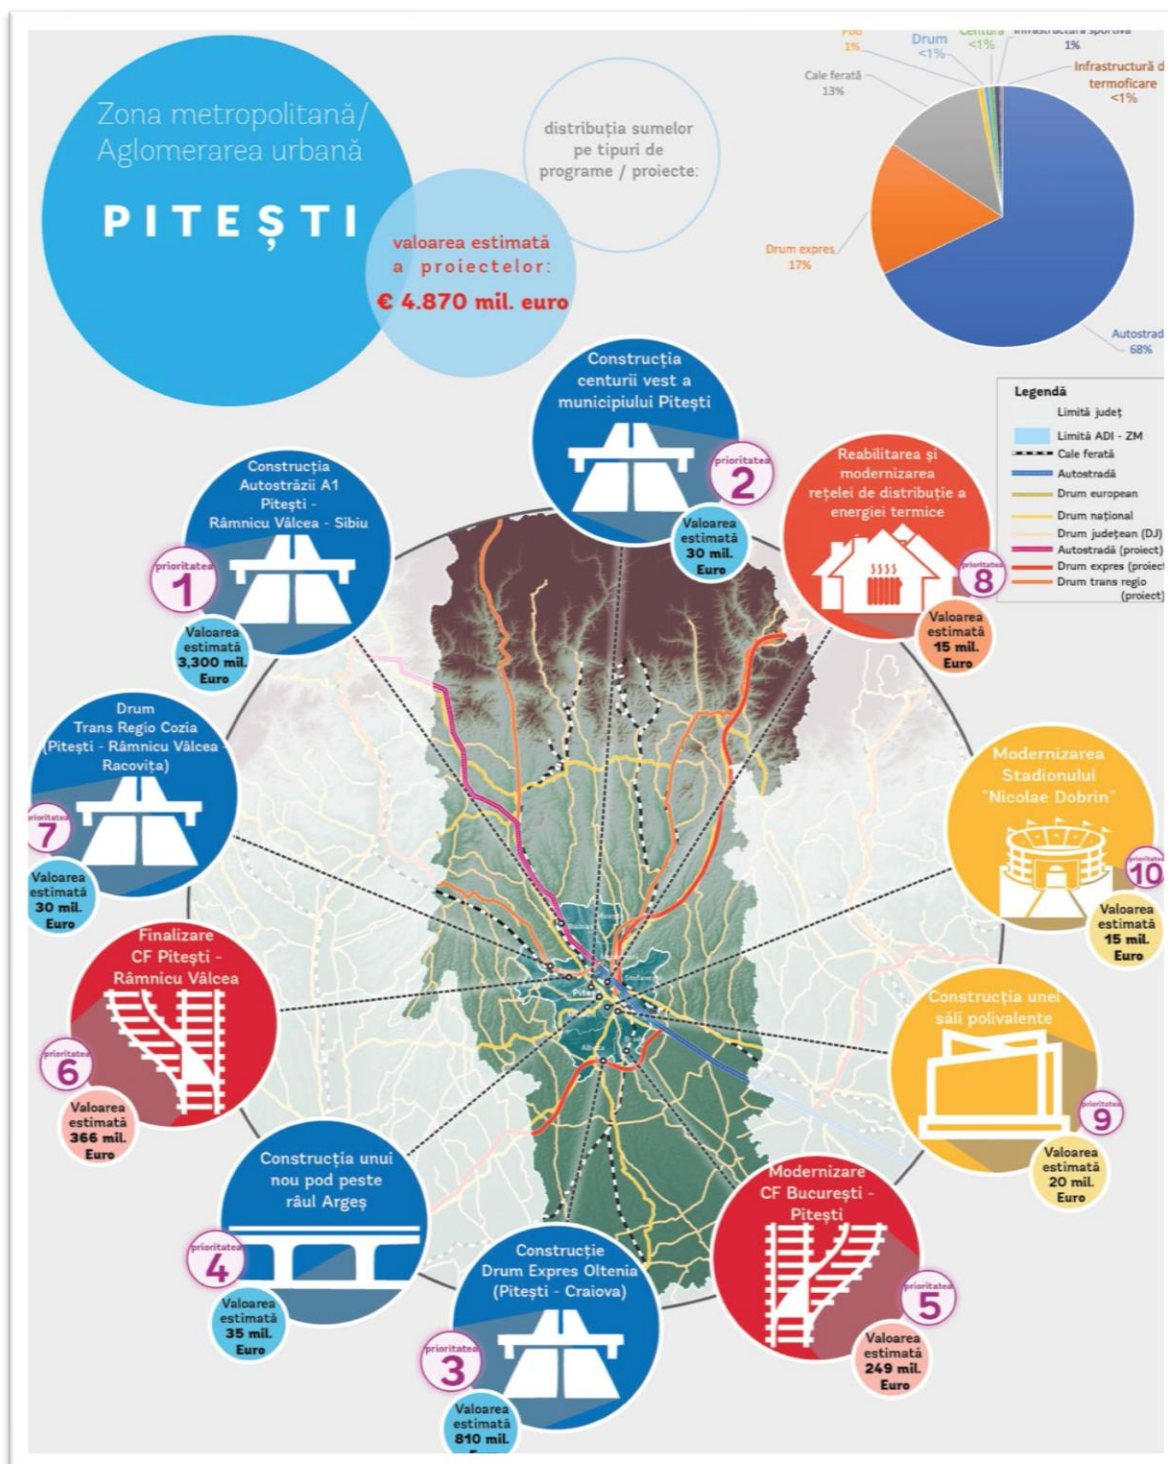 Zona metropolitană/
Aglomerarea urbană
PITEȘTI
valoarea estimată
a proiectelor:
€ 4.870 mil. euro
distribuția sumelor
pe tipuri de
programe / proiecte:
Pod
1%
Drum
<1%
Centura
<1%
Infrastructură sportivă
1%
Infrastructură d
termoficare
<1%
Cale ferată
13%
Drum expres
17%
Autostrad
68%
Legendă
Limită județ
Limită ADI - ZM
Cale ferată
Autostradă
Drum european
Drum național
Drum județean (DJ)
Autostradă (proiect)
Drum expres (proiect
Drum trans regio
(proiect)
Construcția
Autostrăzii A1
Pitești -
Râmnicu Vâlcea - Sibiu
prioritatea
1
Valoarea
estimată
3,300 mil.
Euro
Construcția
centurii vest a
municipiului Pitești
prioritatea
2
Valoarea
estimată
30 mil.
Euro
Reabilitarea și
modernizarea
rețelei de distribuție a
energiei termice
prioritatea
8
Valoarea
estimată
15 mil.
Euro
Drum
Trans Regio Cozia
(Pitești - Râmnicu Vâlcea -
Racovița)
prioritatea
7
Valoarea
estimată
30 mil.
Euro
Modernizarea
Stadionului
"Nicolae Dobrin"
prioritatea
10
Valoarea
estimată
15 mil.
Euro
Finalizare
CF Pitești -
Râmnicu Vâlcea
prioritatea
6
Valoarea
estimată
366 mil.
Euro
Construcția unei
săli polivalente
prioritatea
9
Valoarea
estimată
20 mil.
Euro
Construcția unui
nou pod peste
râul Argeș
prioritatea
4
Valoarea
estimată
35 mil.
Euro
Construcție
Drum Expres Oltenia
(Pitești - Craiova)
prioritatea
3
Valoarea
estimată
810 mil.
Euro
Modernizare
CF București -
Pitești
prioritatea
5
Valoarea
estimată
249 mil.
Euro